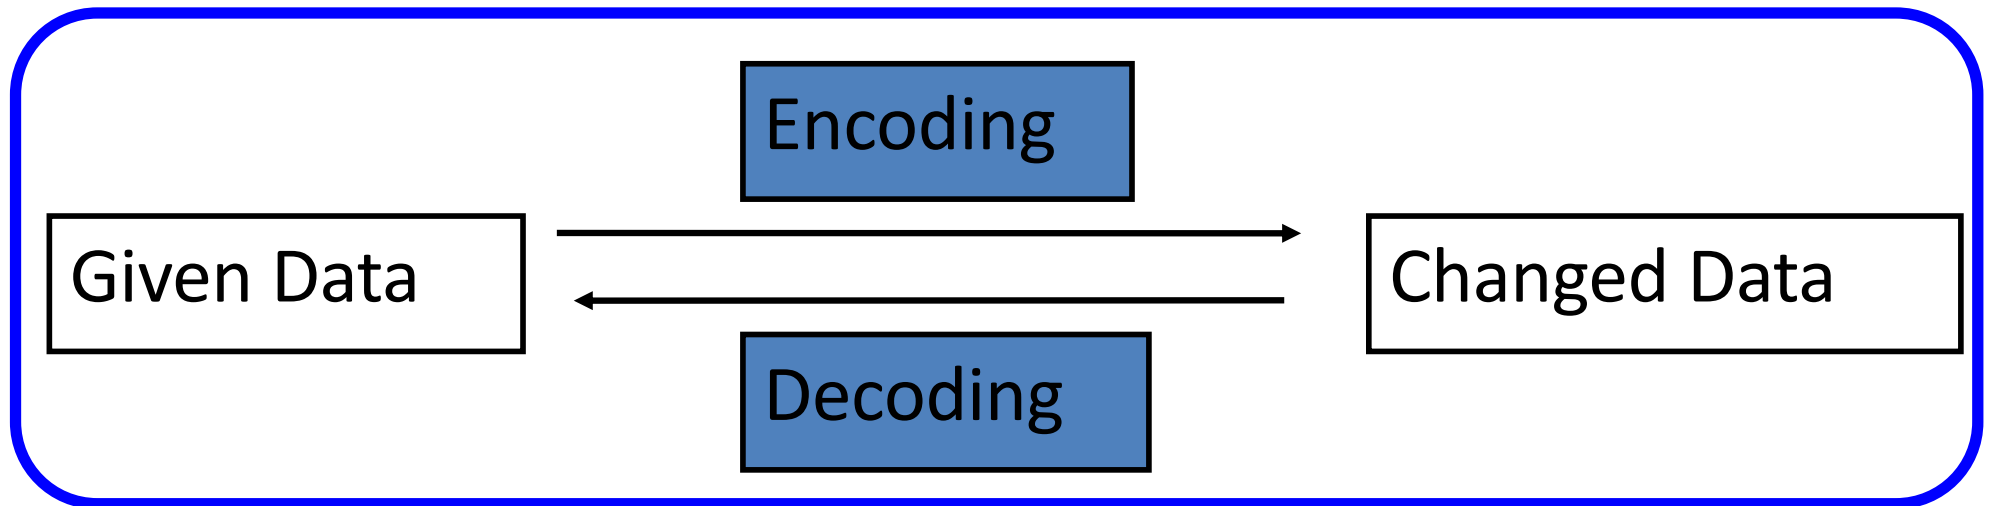 Encoding
Given Data
Changed Data
Decoding